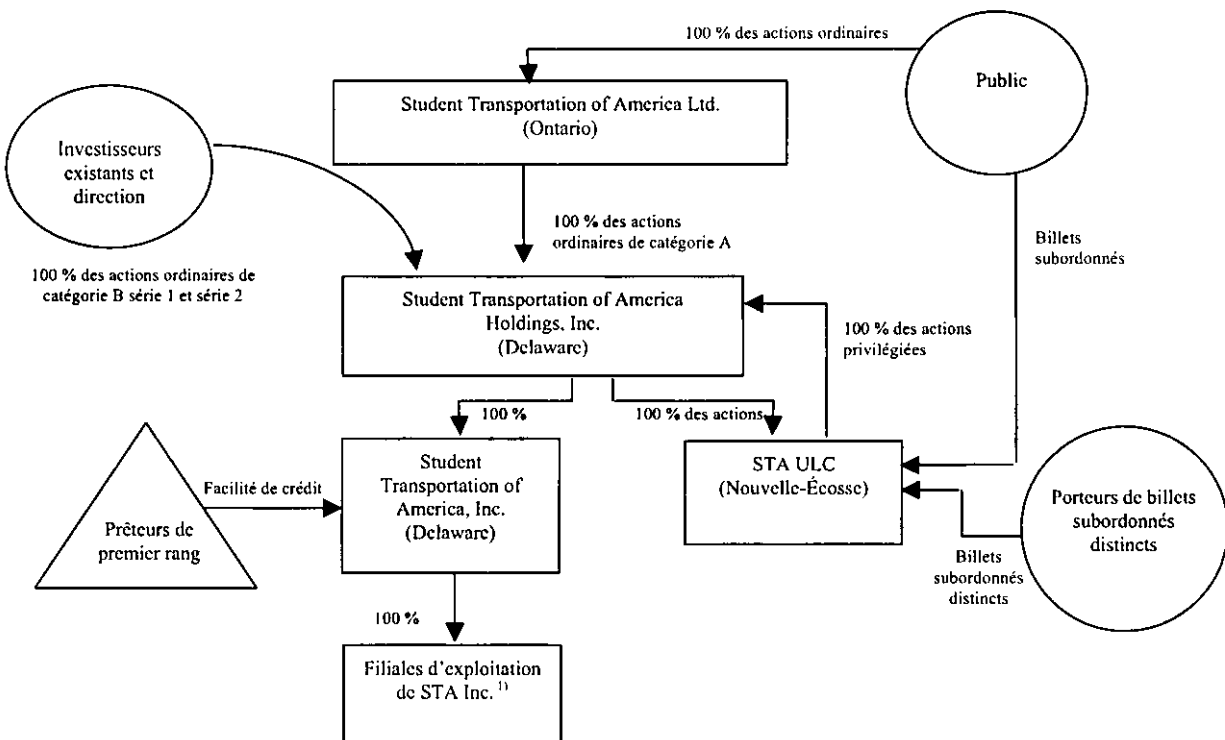 100 % des actions ordinaires
Public
Student Transportation of America Ltd.
(Ontario)
Investisseurs
existants et
direction
100 % des actions
ordinaires de catégorie A
Billets
subordonnés
100 % des actions ordinaires de
catégorie B série 1 et série 2
Student Transportation of America
Holdings, Inc.
(Delaware)
100 % des actions
privilégiées
100 %
100 % des actions
Student
Transportation of
America, Inc.
(Delaware)
STA ULC
(Nouvelle-Écosse)
Facilité de crédit
Prêteurs de
premier rang
Porteurs de billets
subordonnés
distincts
Billets
subordonnés
distincts
100 %
Filiales d'exploitation
de STA Inc. 1)